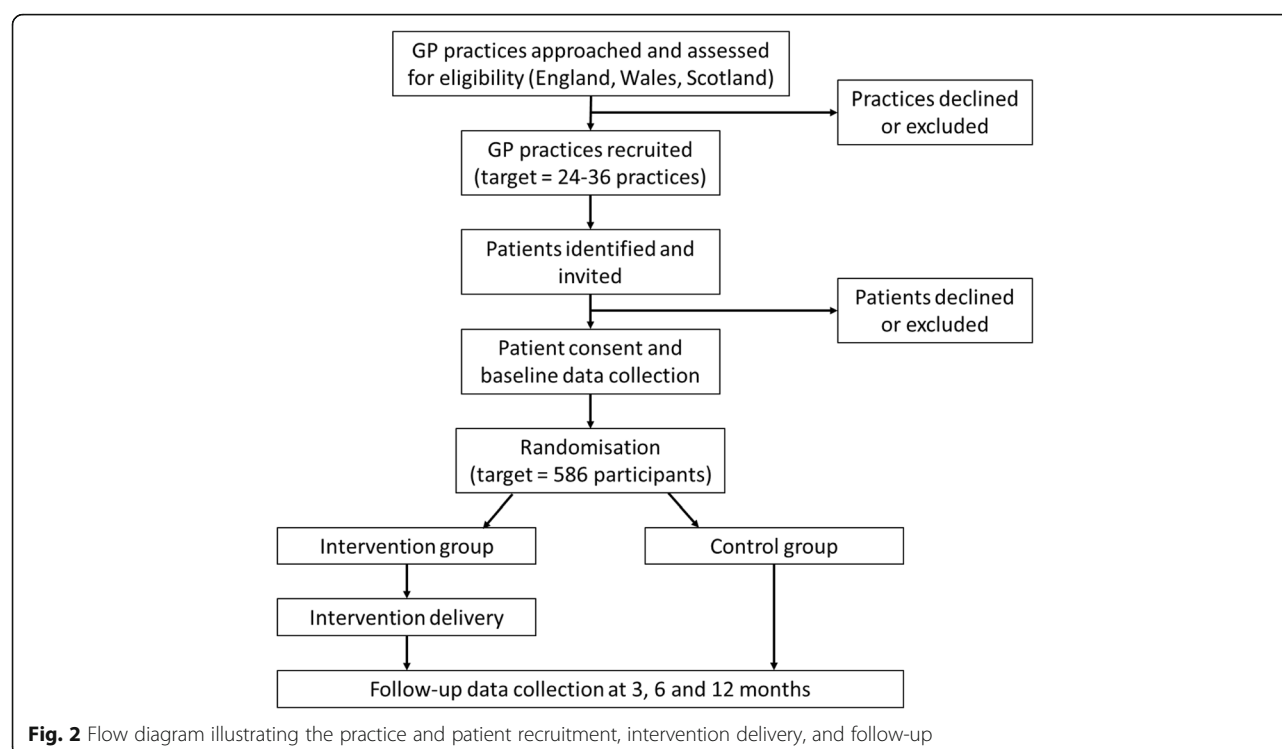 GP practices approached and assessed
for eligibility (England, Wales, Scotland)
Practices declined
or excluded
GP practices recruited
(target = 24-36 practices)
Patients identified and
invited
Patients declined
or excluded
Patient consent and
baseline data collection
Randomisation
(target = 586 participants)
Intervention group
Control group
Intervention delivery
Follow-up data collection at 3, 6 and 12 months
Fig. 2 Flow diagram illustrating the practice and patient recruitment, intervention delivery, and follow-up